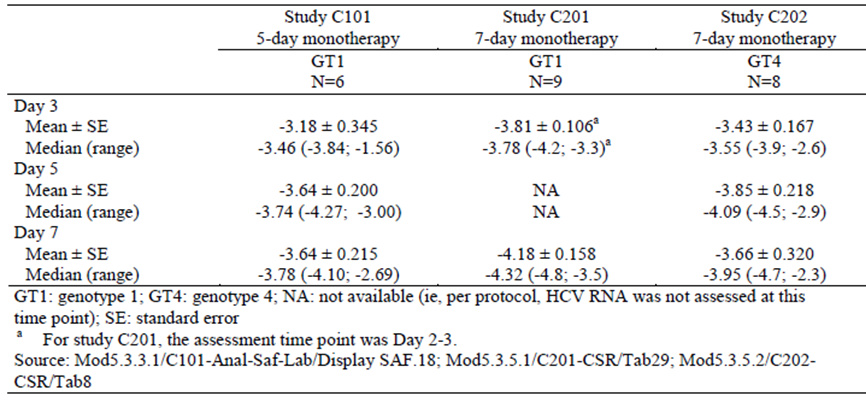 Study C101 Study C201 Study C202
5-day monotherapy 7-day monotherapy 7-day monotherapy
GT1 GT1 GT4
N=6 N=9 N=8
Day 3
Mean ± SE -3.18 ± 0.345 -3.81 ± 0.106a -3.43 ± 0.167
Median (range) -3.46 (-3.84; -1.56) -3.78 (-4.2; -3.3)a -3.55 (-3.9; -2.6)
Day 5
Mean ± SE -3.64 ± 0.200 NA -3.85 ± 0.218
Median (range) -3.74 (-4.27; -3.00) NA -4.09 (-4.5; -2.9)
Day 7
Mean ± SE -3.64 ± 0.215 -4.18 ± 0.158 -3.66 ± 0.320
Median (range) -3.78 (-4.10; -2.69) -4.32 (-4.8; -3.5) -3.95 (-4.7; -2.3)
GT1: genotype 1; GT4: genotype 4; NA: not available (ie, per protocol, HCV RNA was not assessed at this
time point); SE: standard error
a For study C201, the assessment time point was Day 2-3.
Source: Mod5.3.3.1/C101-Anal-Saf-Lab/Display SAF.18; Mod5.3.5.1/C201-CSR/Tab29; Mod5.3.5.2/C202-
CSR/Tab8